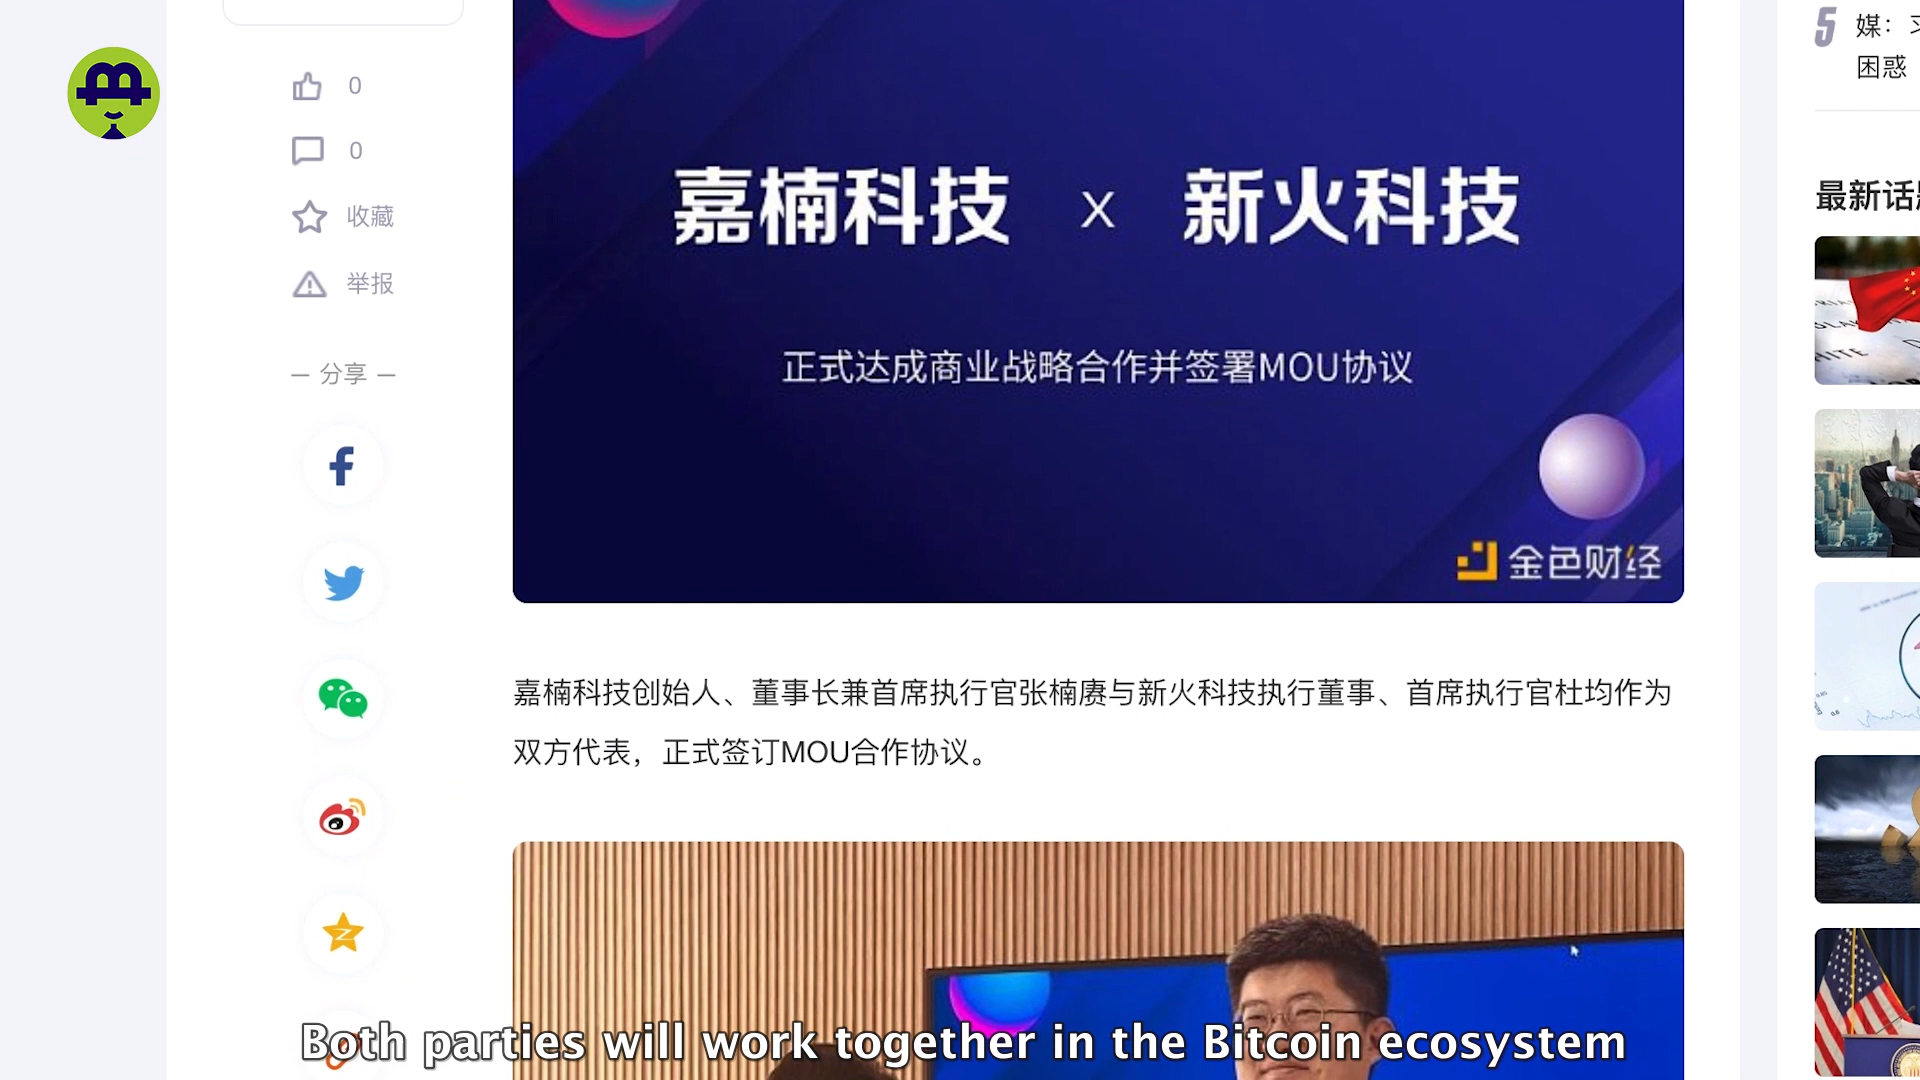 0
0
收藏
举报
分享
嘉楠科技 x 新火科技
正式达成商业战略合作并签署MOU协议
金色财经
嘉楠科技创始人、董事长兼首席执行官张楠赓与新火科技执行董事、首席执行官杜均作为
双方代表，正式签订MOU合作协议。
5
媒：
困惑
最新话
Both parties will work together in the Bitcoin ecosystem